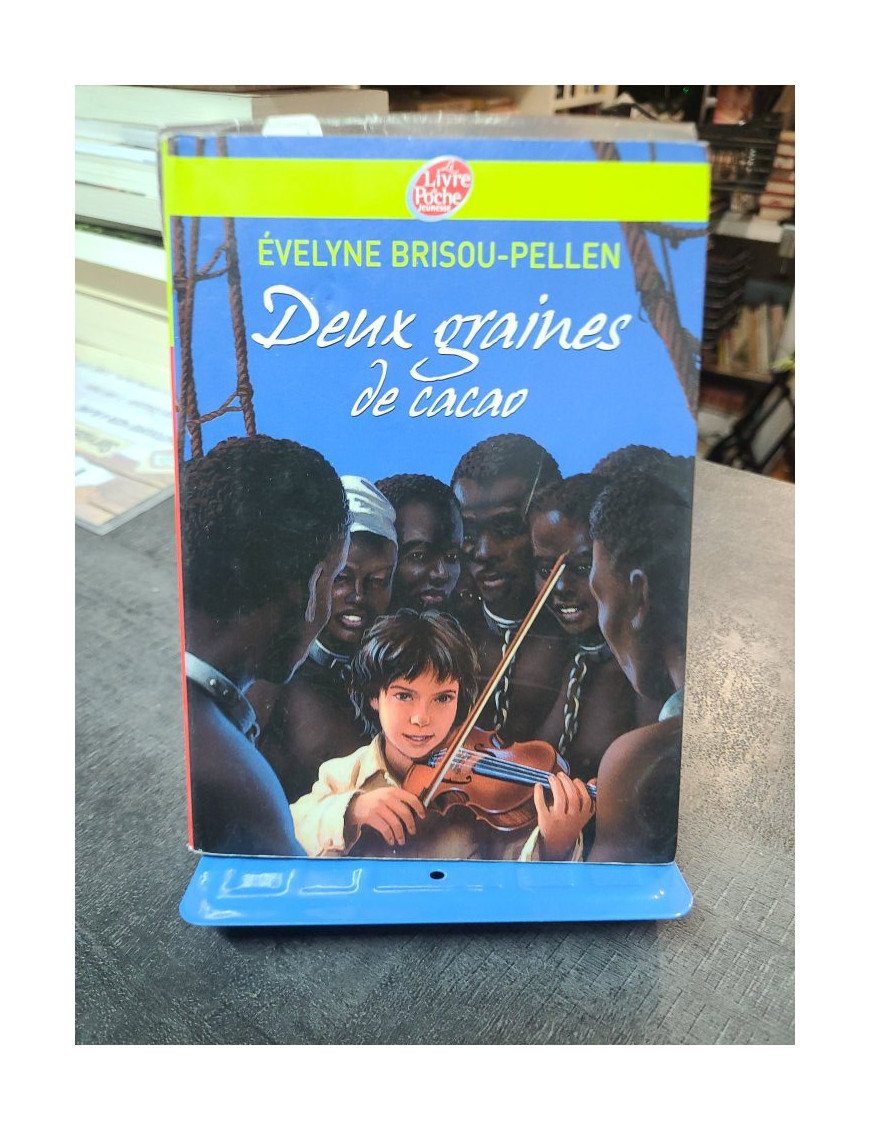 Le
Livre
de
Poche
Jeunesse
ÉVELYNE BRISOU-PELLEN
Deux graines
de cacao